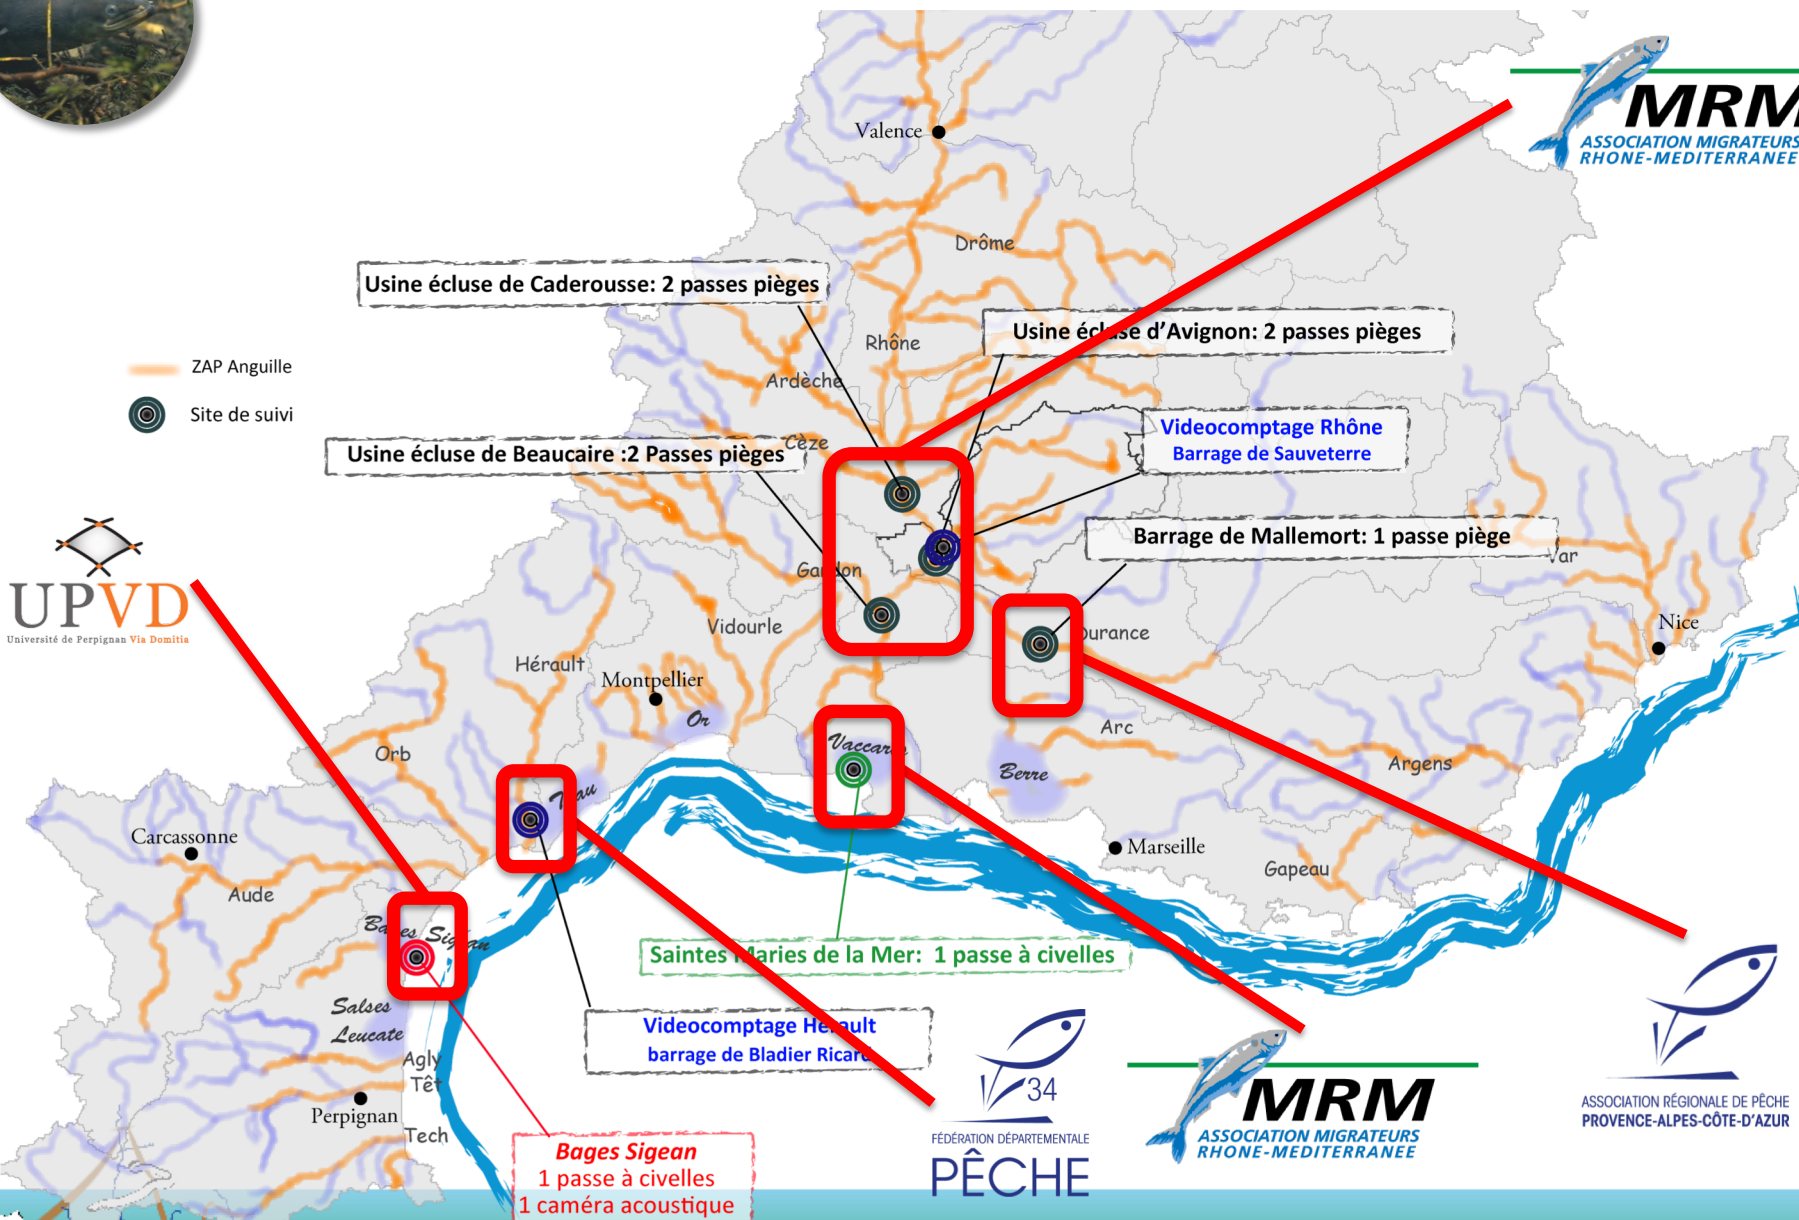 MRM
ASSOCIATION MIGRATEURS
RHONE-MEDITERRANEE
Valence
Drôme
Usine écluse de Caderousse: 2 passes pièges
Usine écluse d'Avignon: 2 passes pièges
Rhône
ZAP Anguille
Ardèche
Site de suivi
Videocomptage Rhône
Barrage de Sauveterre
Cèze
Usine écluse de Beaucaire :2 Passes pièges
Barrage de Mallemort: 1 passe piège
Var
Gardon
UPVD
Université de Perpignan Via Domitia
Vidourle
Durance
Nice
Hérault
Montpellier
Or
Arc
Orb
Vaccarès
Berre
Argens
Thau
Carcassonne
Marseille
Gapeau
Aude
Bages Sigean
Saintes Maries de la Mer: 1 passe à civelles
Salses
Leucate
Videocomptage Hérault
barrage de Bladier Ricard
Agly
Têt
Perpignan
Tech
34
FÉDÉRATION DÉPARTEMENTALE
PÊCHE
MRM
ASSOCIATION MIGRATEURS
RHONE-MEDITERRANEE
ASSOCIATION RÉGIONALE DE PÊCHE
PROVENCE-ALPES-CÔTE-D'AZUR
Bages Sigean
1 passe à civelles
1 caméra acoustique